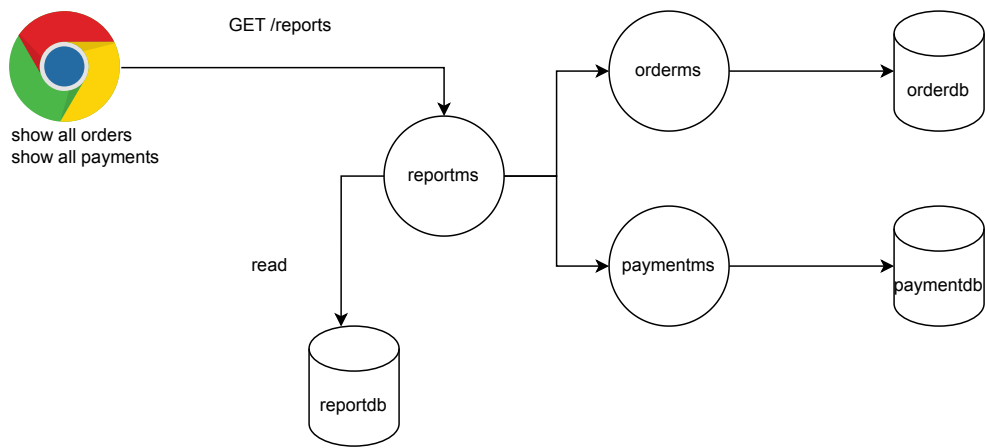 GET /reports
show all orders
show all payments
orderms
orderdb
reportms
read
paymentms
paymentdb
reportdb